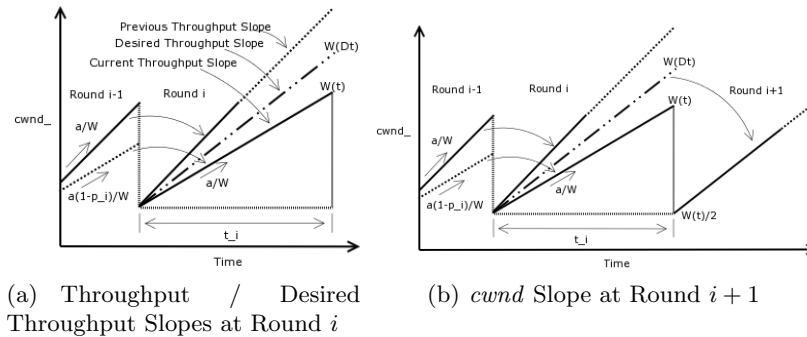 Previous Throughput Slope
Desired Throughput Slope
Current Throughput Slope
W(Dt)
W(t)
Round i-1
Round i
cwnd_
a/W
a(1-p_i)/W
a/W
t_i
Time
(a) Throughput / Desired
Throughput Slopes at Round i
W(Dt)
Round i-1
Round i
Round i+1
W(t)
cwnd_
a/W
a/W
a(1-p_i)/W
W(t)/2
t_i
Time
(b) cwnd Slope at Round i + 1